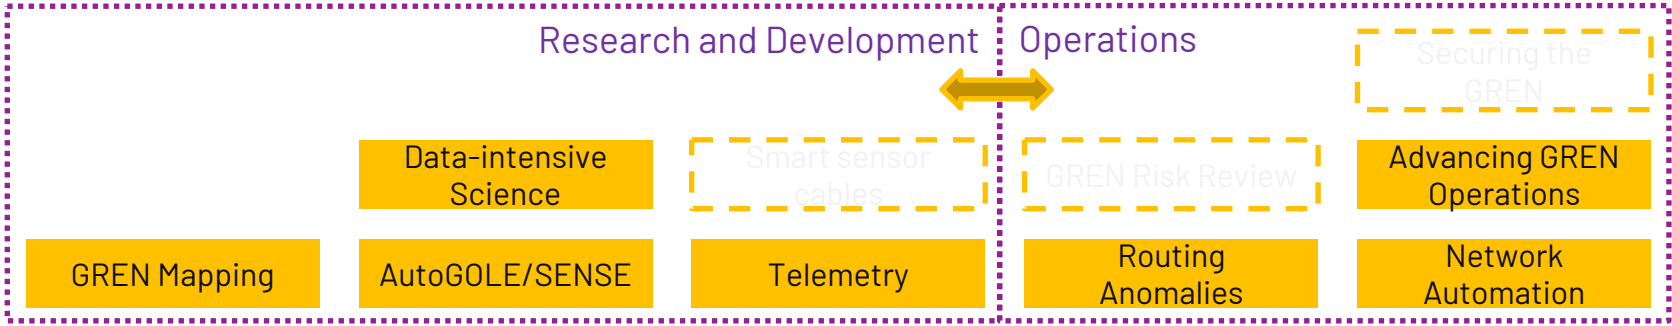 Research and Development
Operations
Securing the
GREN
Data-intensive
Science
Smart sensor
cables
GREN Risk Review
Advancing GREN
Operations
GREN Mapping
AutoGOLE/SENSE
Telemetry
Routing
Anomalies
Network
Automation